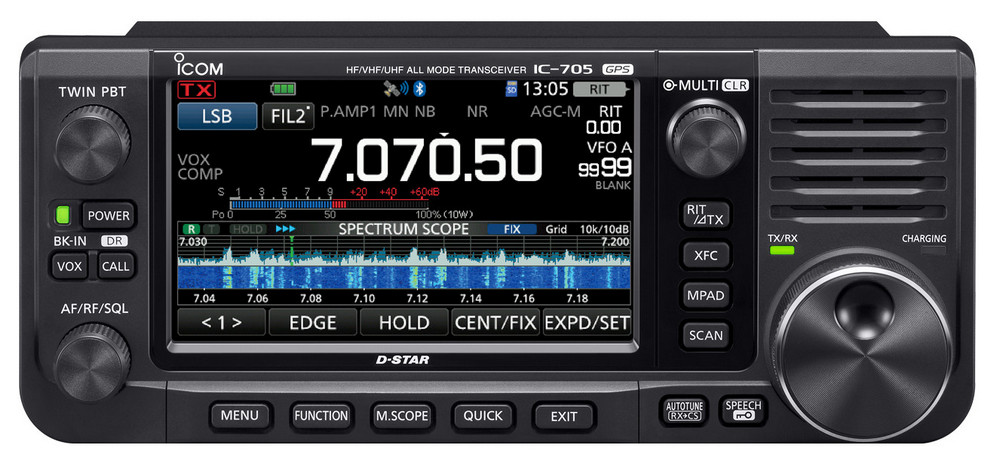 ICOM
HF/VHF/UHF ALL MODE TRANSCEIVER IC-705 GPS
TWIN PBT
MULTI CLR
TX 13:05 RIT
LSB FIL2 P.AMP1 MN NB NR AGC-M RIT
0.00
VFO A
VOX
COMP
7.070.50
99 99
BLANK
S 1 3 5 7 9 +20 +40 +60dB
Po 0 25 50 100% (10W)
R T HOLD SPECTRUM SCOPE FIX Grid 10k/10dB
7.030 7.200
7.04 7.06 7.08 7.10 7.12 7.14 7.16 7.18
< 1 > EDGE HOLD CENT/FIX EXPD/SET
D-STAR
POWER
BK-IN DR
VOX CALL
AF/RF/SQL
RIT
/⊿TX
XFC
MPAD
SCAN
TX/RX CHARGING
MENU FUNCTION M.SCOPE QUICK EXIT
AUTOTUNE
RX→CS
SPEECH